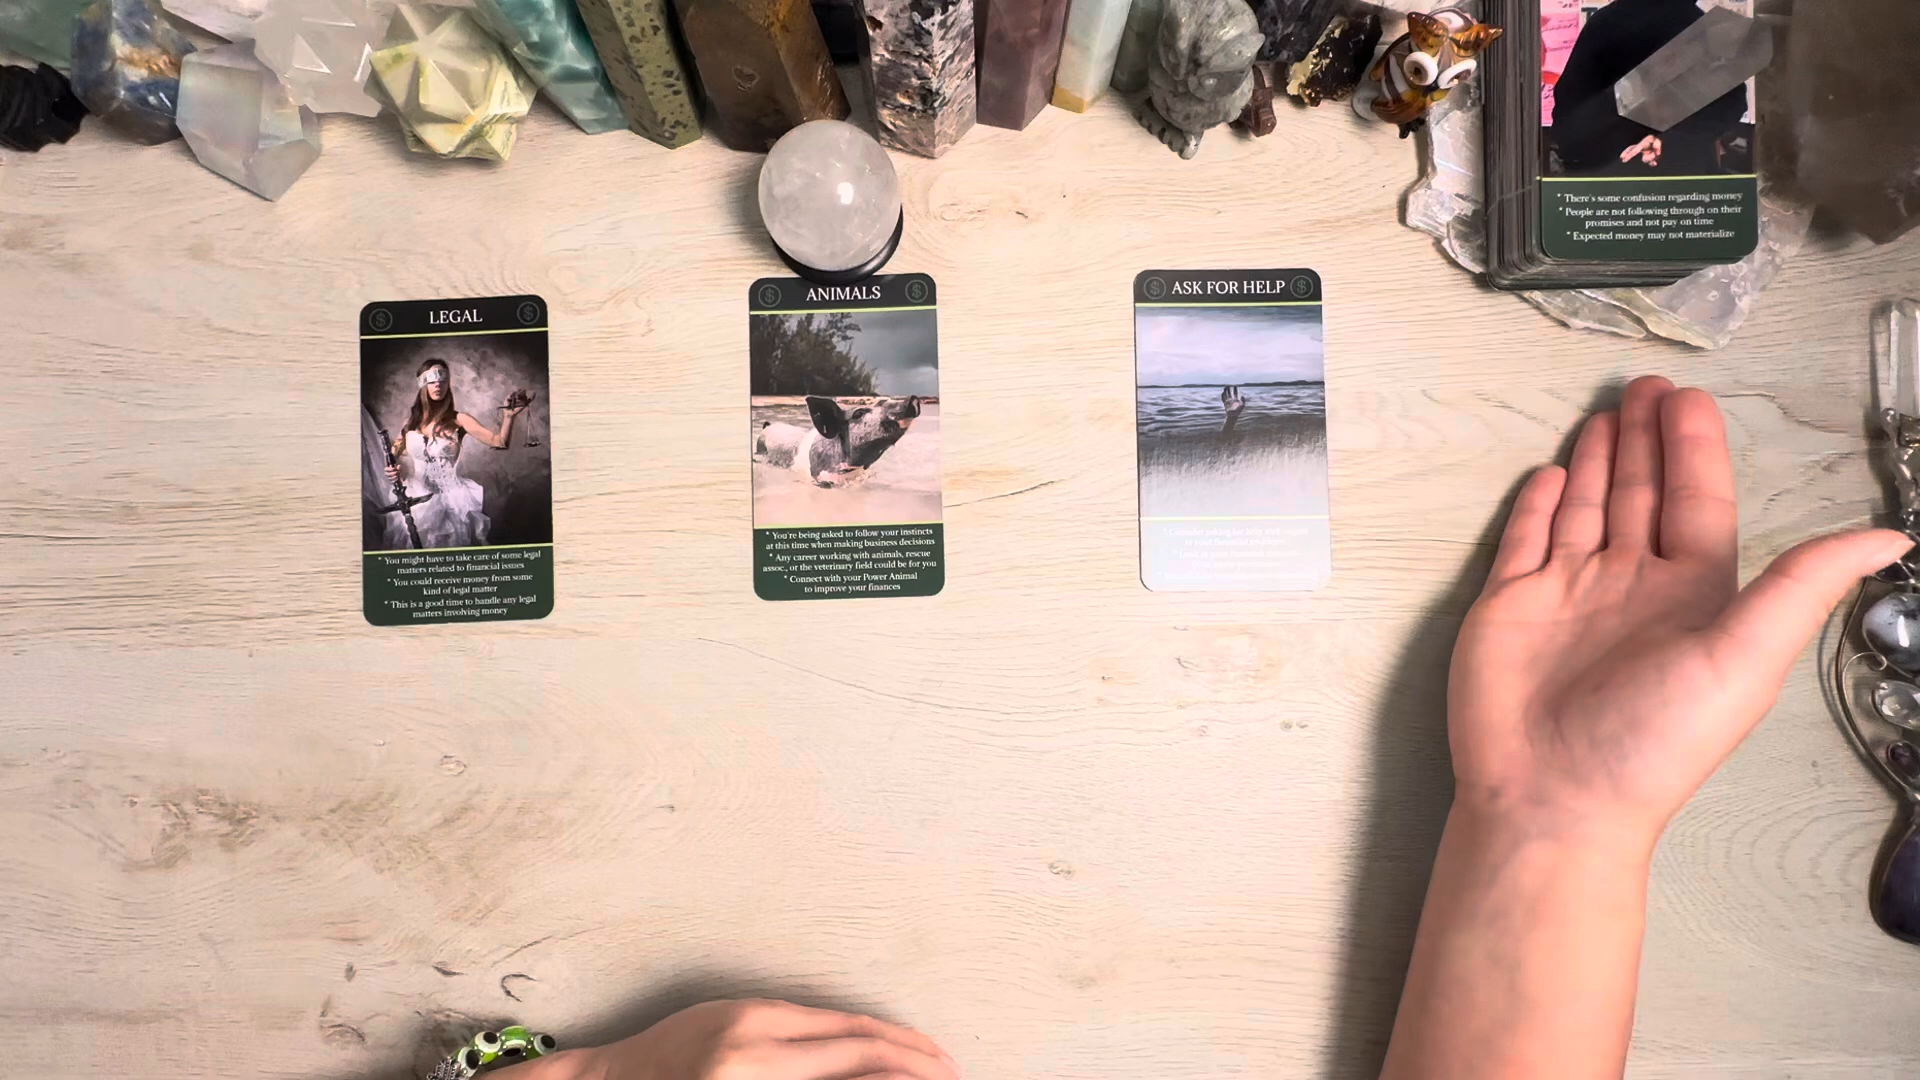 LEGAL
* You might have to take care of some legal
matters related to financial issues
* You could receive money from some
kind of legal matter
* This is a good time to handle any legal
matters involving money
ANIMALS
* You're being asked to follow your instincts
at this time when making business decisions
* Any career working with animals, rescue
assoc., or the veterinary field could be for you
* Connect with your Power Animal
to improve your finances
ASK FOR HELP
* There's some confusion regarding money
* People are not following through on their
promises and not pay on time
* Expected money may not materialize